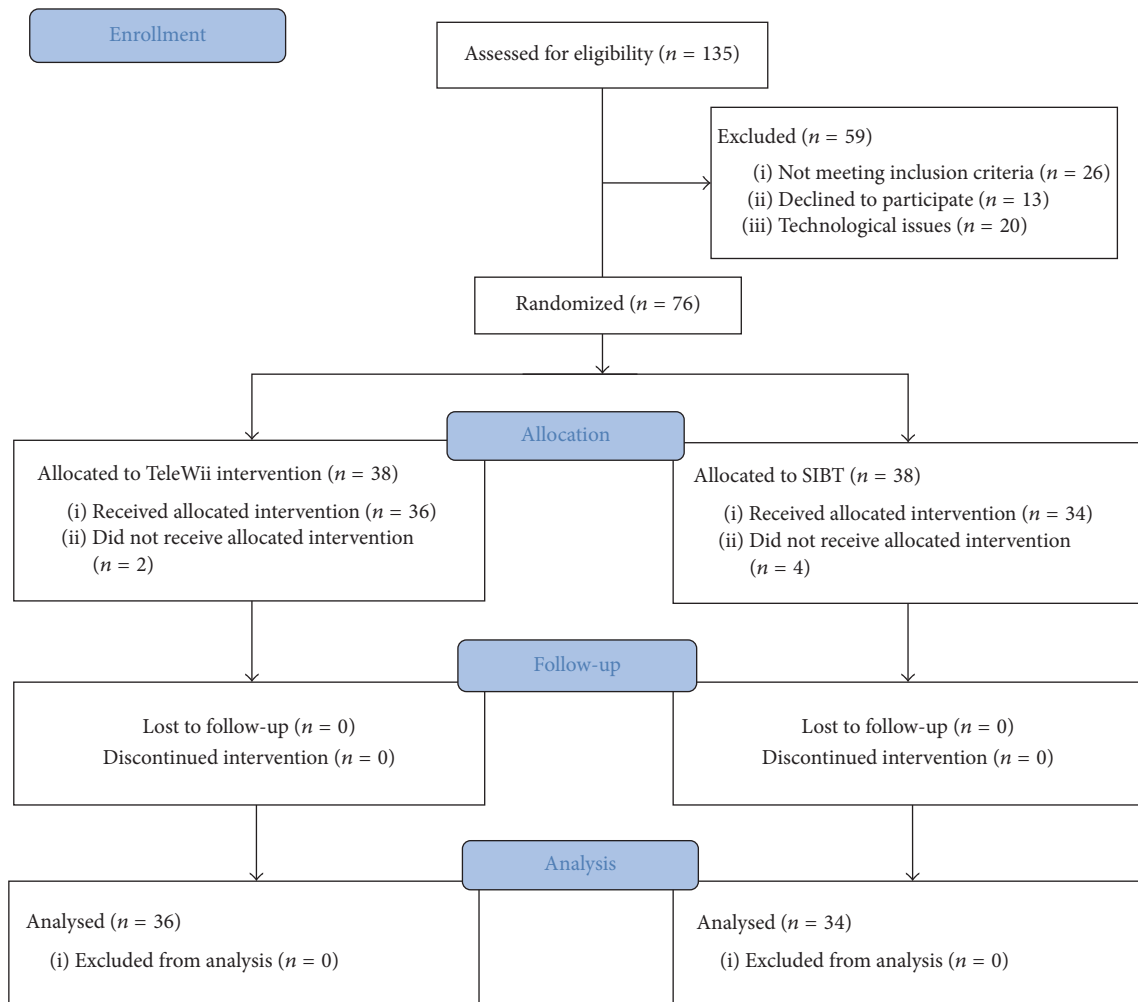 Enrollment
Assessed for eligibility (n = 135)
Excluded (n = 59)
(i) Not meeting inclusion criteria (n = 26)
(ii) Declined to participate (n = 13)
(iii) Technological issues (n = 20)
Randomized (n = 76)
Allocation
Allocated to TeleWii intervention (n = 38)
(i) Received allocated intervention (n = 36)
(ii) Did not receive allocated intervention
(n = 2)
Allocated to SIBT (n = 38)
(i) Received allocated intervention (n = 34)
(ii) Did not receive allocated intervention
(n = 4)
Follow-up
Lost to follow-up (n = 0)
Discontinued intervention (n = 0)
Lost to follow-up (n = 0)
Discontinued intervention (n = 0)
Analysis
Analysed (n = 36)
(i) Excluded from analysis (n = 0)
Analysed (n = 34)
(i) Excluded from analysis (n = 0)